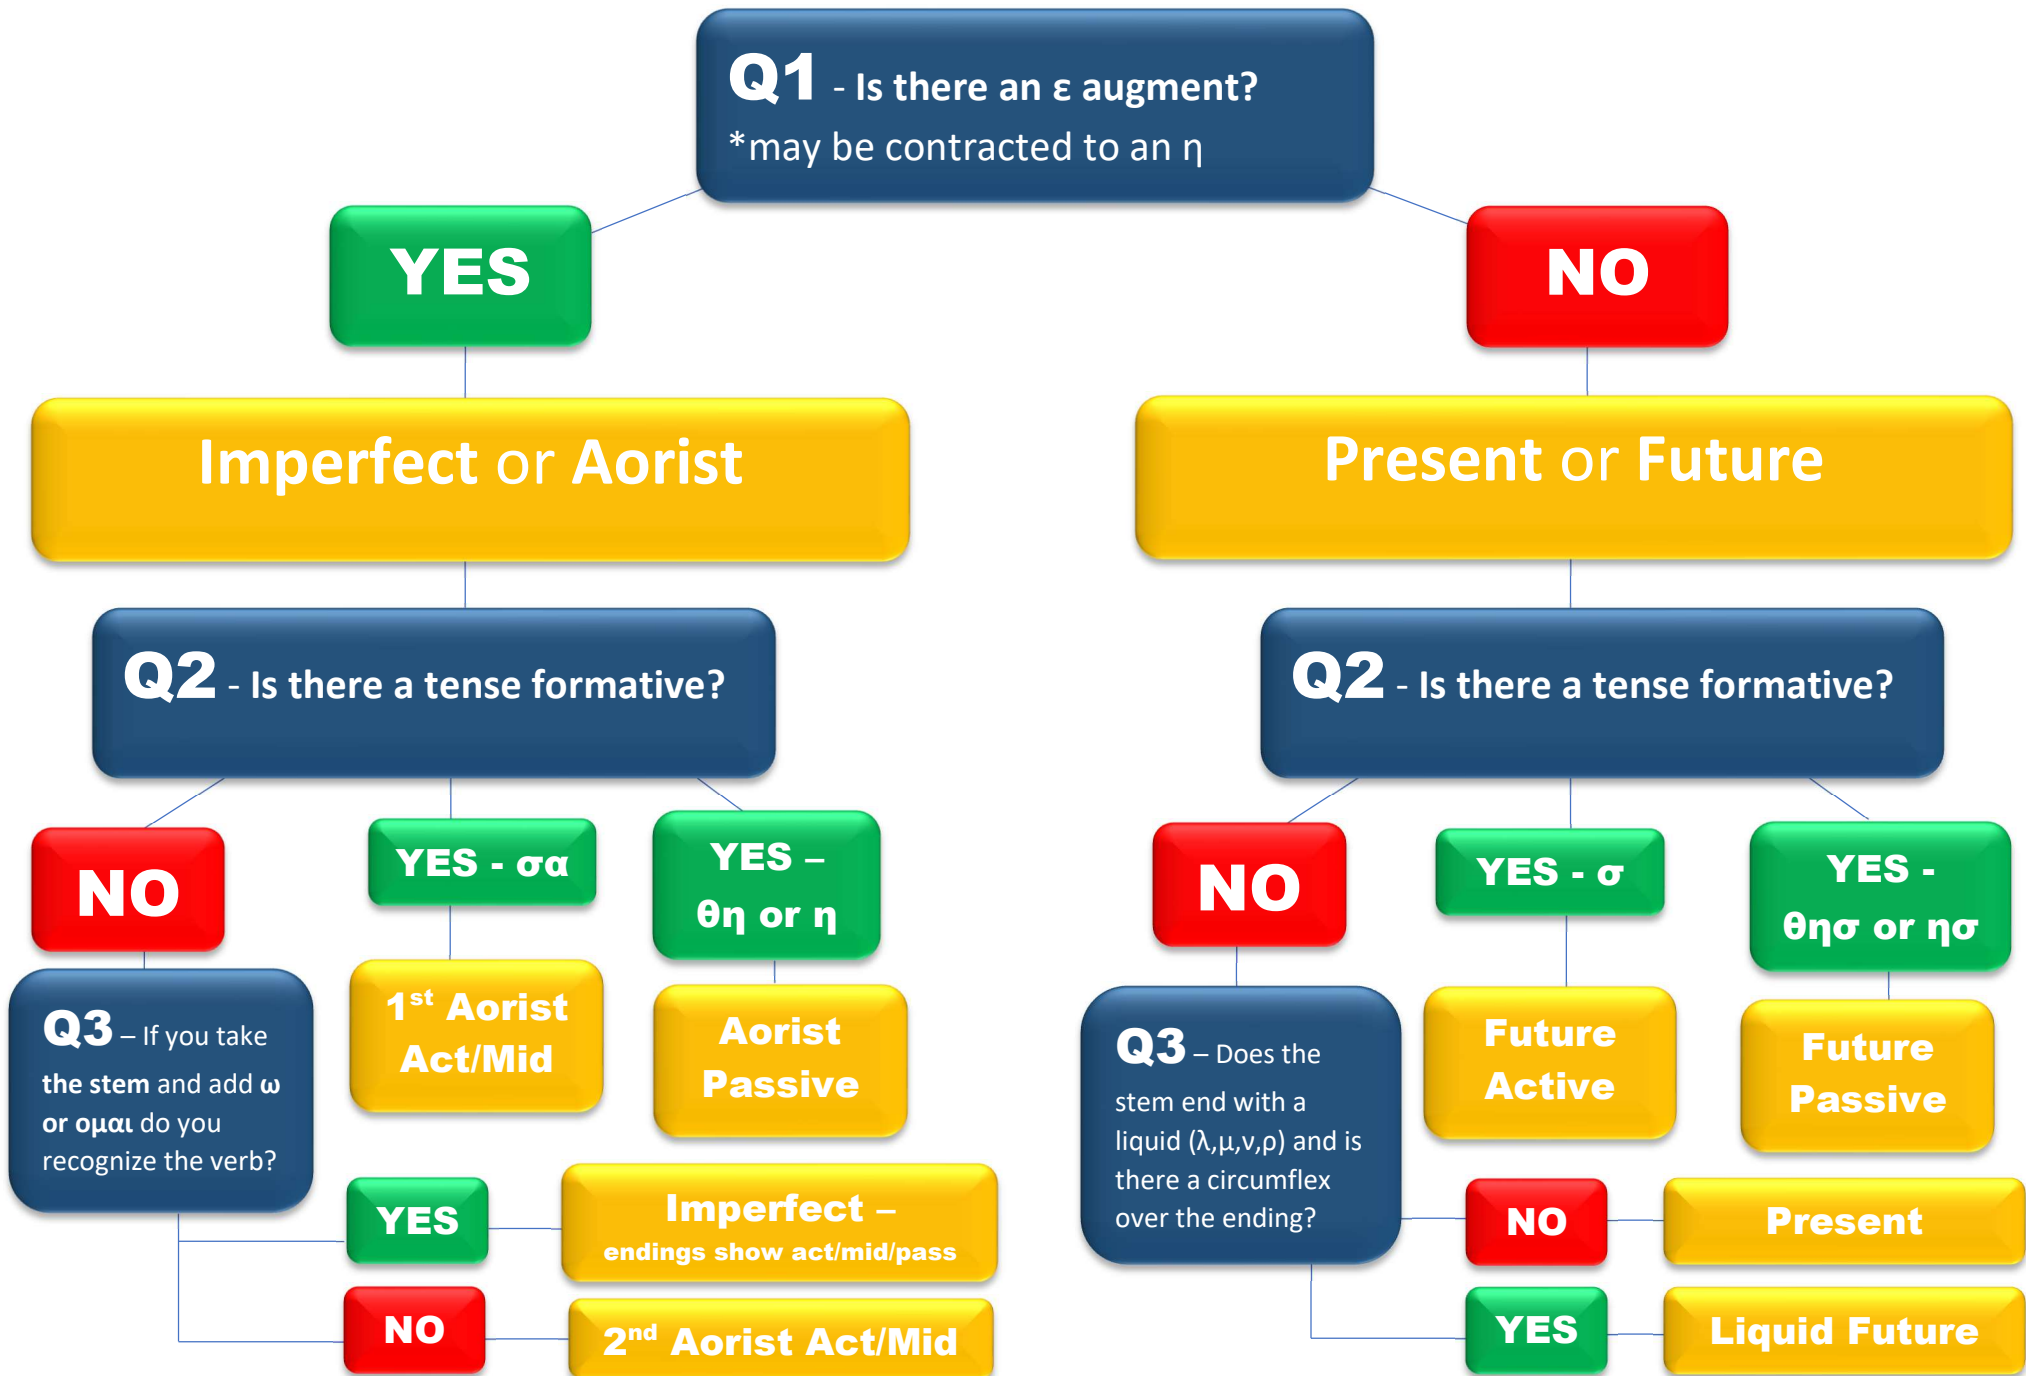 Q1 - Is there an ε augment?
*may be contracted to an η
YES
NO
Imperfect or Aorist
Present or Future
Q2 - Is there a tense formative?
Q2 - Is there a tense formative?
NO
YES - σα
YES –
θη or η
NO
YES - σ
YES -
θησ or ησ
Q3 – If you take
the stem and add ω
or ομαι do you
recognize the verb?
1st Aorist
Act/Mid
Aorist
Passive
Q3 – Does the
stem end with a
liquid (λ,μ,ν,ρ) and is
there a circumflex
over the ending?
Future
Active
Future
Passive
YES
Imperfect –
endings show act/mid/pass
NO
2nd Aorist Act/Mid
NO
Present
YES
Liquid Future